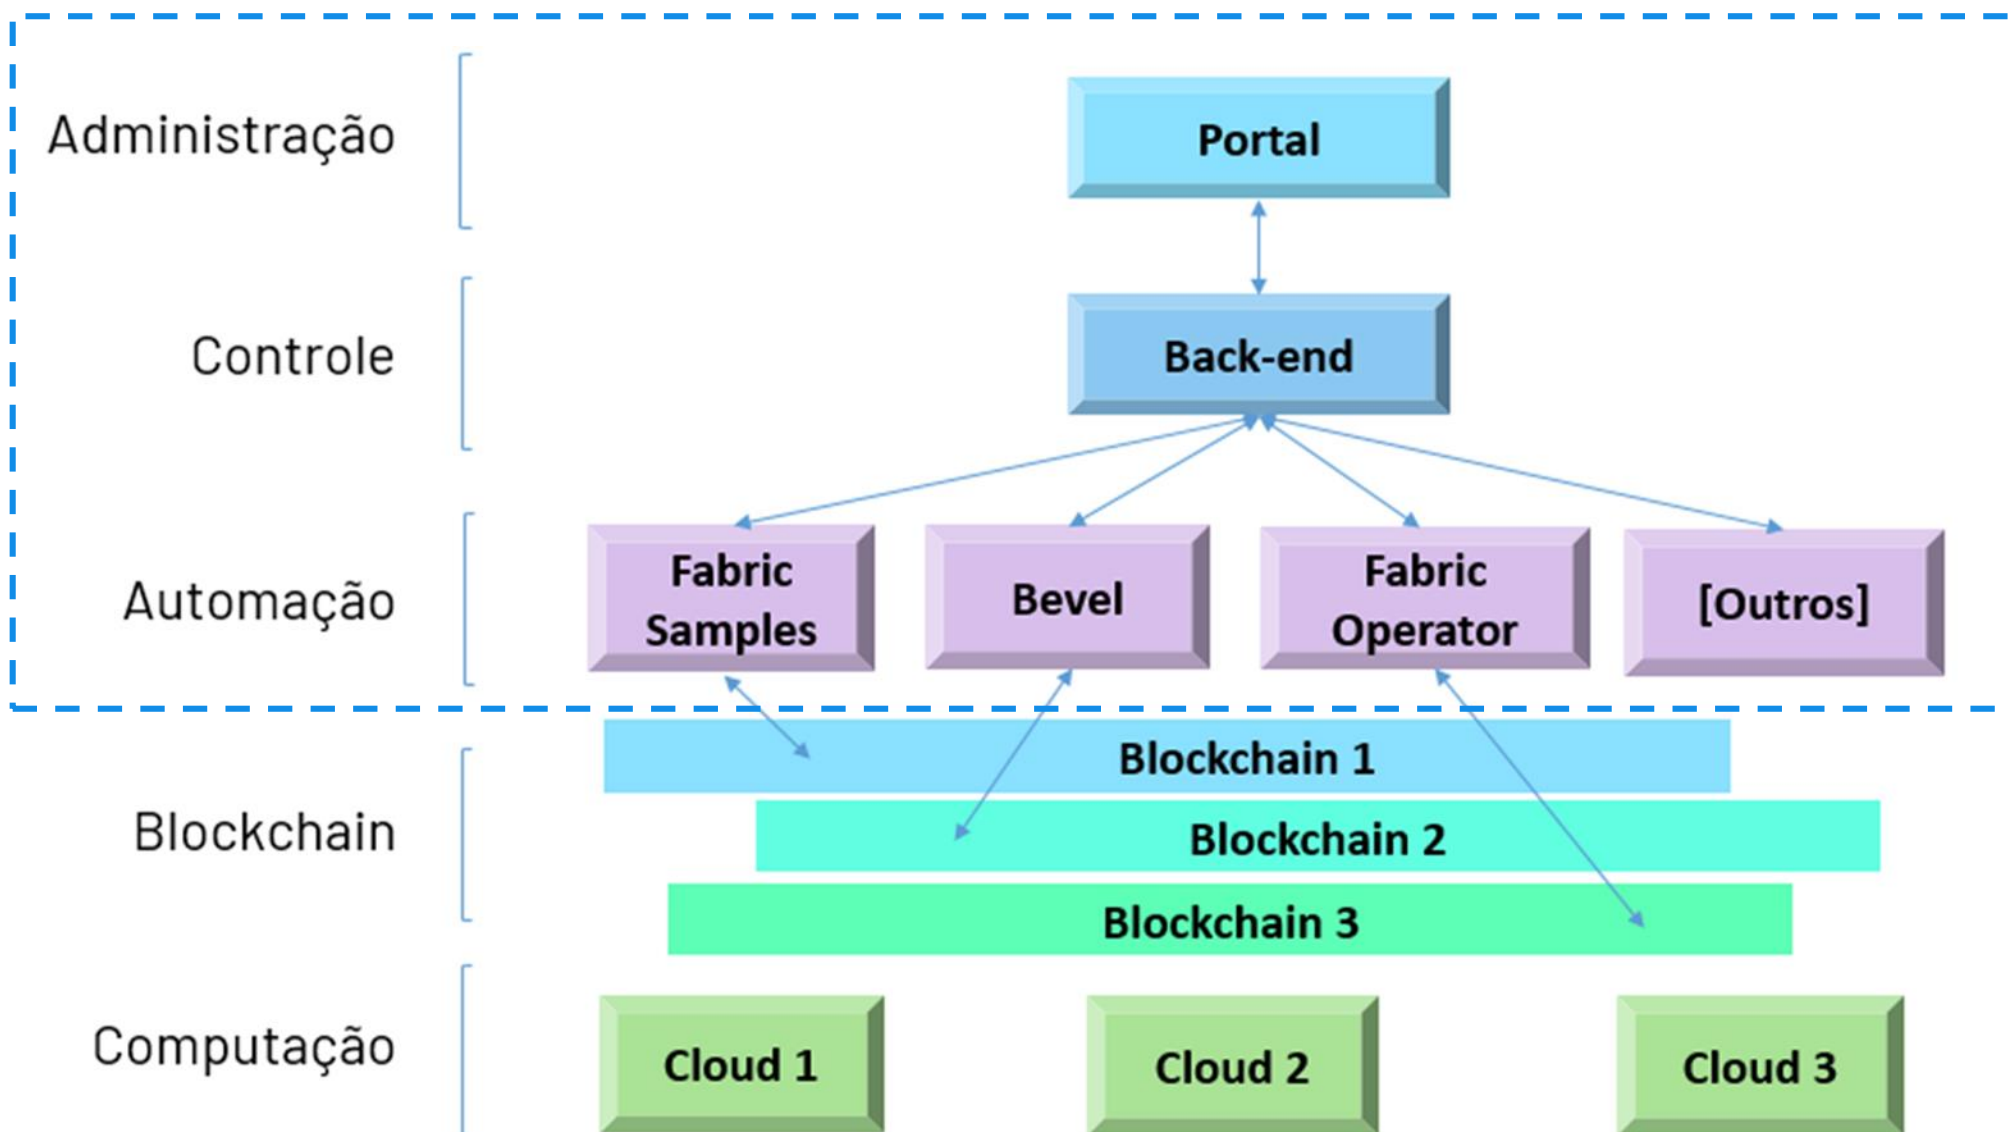 Administração
Portal
Controle
Back-end
Automação
Fabric
Samples
Bevel
Fabric
Operator
[Outros]
Blockchain
Blockchain 1
Blockchain 2
Blockchain 3
Computação
Cloud 1
Cloud 2
Cloud 3